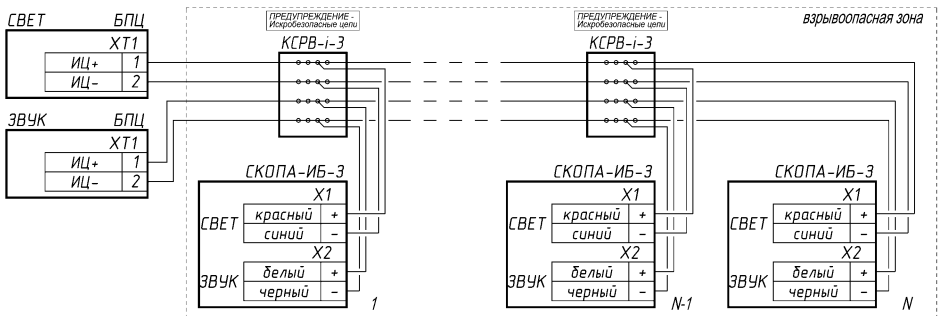 СВЕТ БПЦ
XT1
ИЦ+ 1
ИЦ- 2
ЗВУК БПЦ
XT1
ИЦ+ 1
ИЦ- 2
ПРЕДУПРЕЖДЕНИЕ -
Искробезопасные цепи
КСРВ-i-3
ПРЕДУПРЕЖДЕНИЕ -
Искробезопасные цепи
КСРВ-i-3
взрывоопасная зона
СКОПА-ИБ-3
X1
СВЕТ
красный +
синий -
X2
ЗВУК
белый +
черный -
1
СКОПА-ИБ-3
X1
СВЕТ
красный +
синий -
X2
ЗВУК
белый +
черный -
N-1
СКОПА-ИБ-3
X1
СВЕТ
красный +
синий -
X2
ЗВУК
белый +
черный -
N